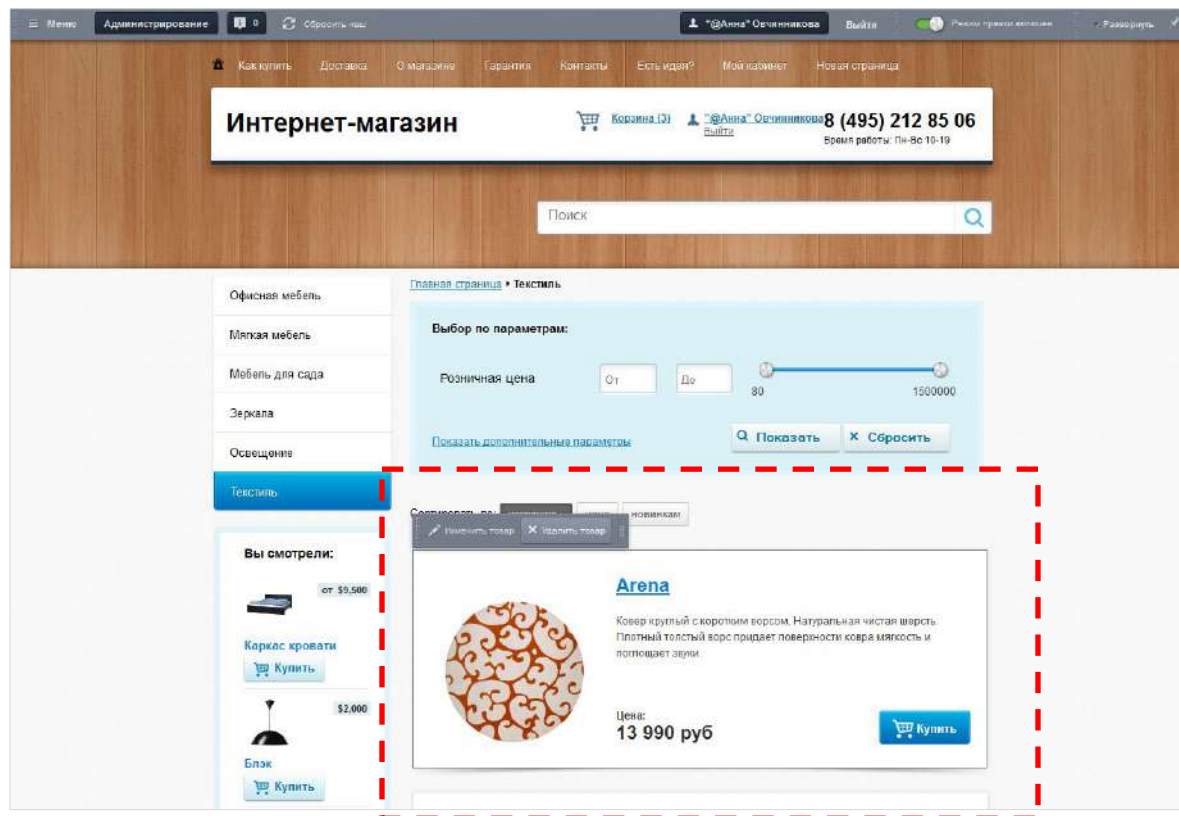 Меню Администрирование 0 Сбросить кеш "@Анна" Овчинникова Выйти Режим правки включен Развернуть
Как купить Доставка О магазине Гарантия Контакты Есть идея? Мой кабинет Новая страница
Интернет-магазин
Корзина (3)
"@Анна" Овчинникова
Выйти
8 (495) 212 85 06
Время работы: Пн-Вс 10-19
Поиск
Офисная мебель
Мягкая мебель
Мебель для сада
Зеркала
Освещение
Текстиль
Вы смотрели:
от $9,500
Каркас кровати
Купить
$2,000
Блэк
Купить
Главная страница Текстиль
Выбор по параметрам:
Розничная цена От До 80 1500000
Показать дополнительные параметры Показать Сбросить
Сортировать по: новинкам
Изменить товар Удалить товар
Arena
Ковер круглый с коротким ворсом. Натуральная чистая шерсть.
Плотный толстый ворс придает поверхности ковра мягкость и
поглощает звуки.
Цена:
13 990 руб
Купить